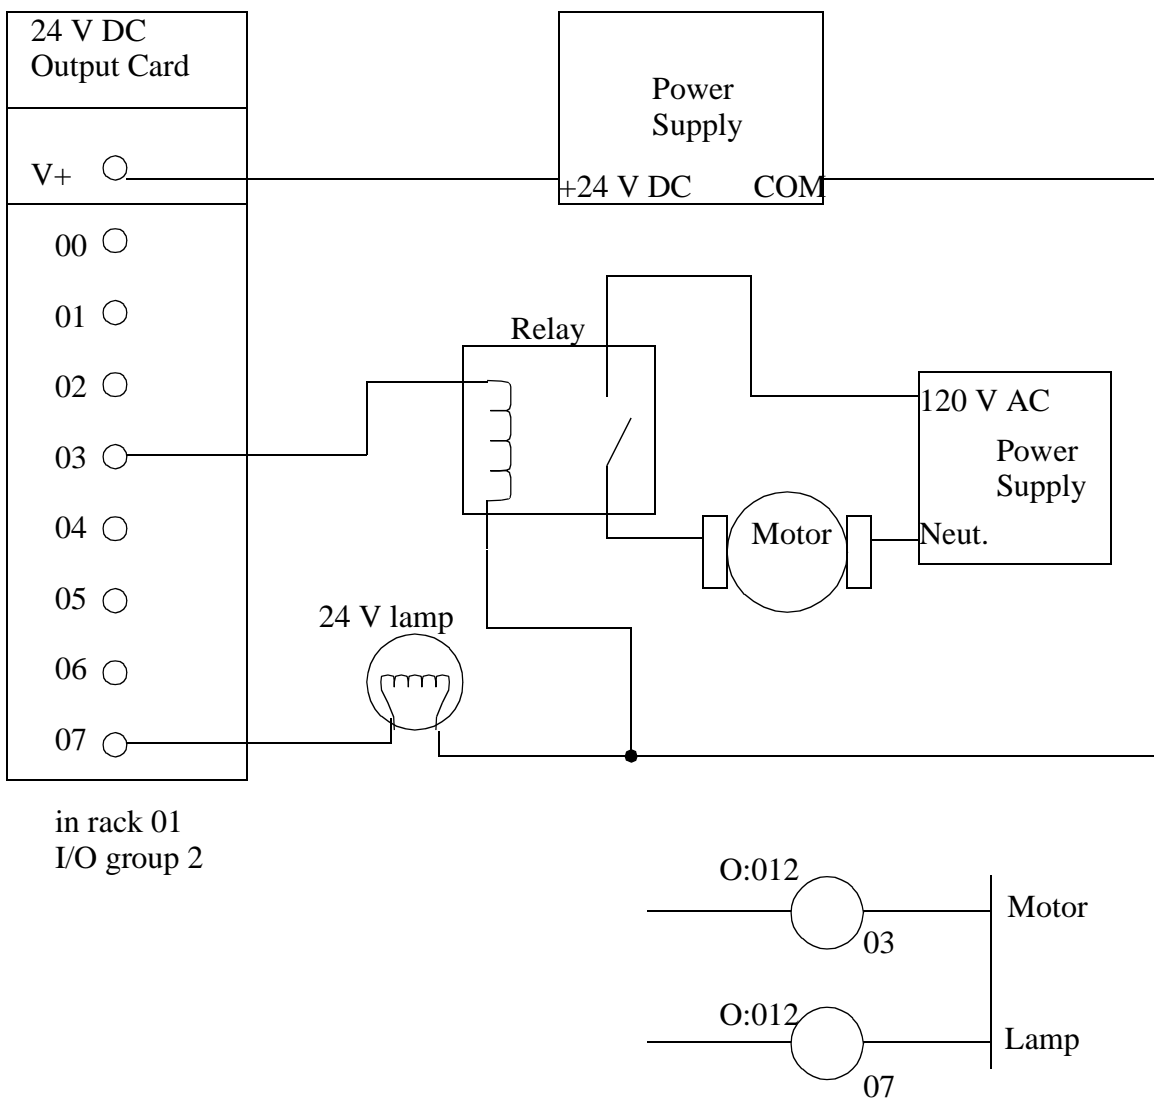 24 V DC
Output Card
V+
00
01
02
03
04
05
06
07
in rack 01
I/O group 2
Power
Supply
+24 V DC
COM
Relay
120 V AC
Power
Supply
Motor
Neut.
24 V lamp
O:012
03
Motor
O:012
07
Lamp